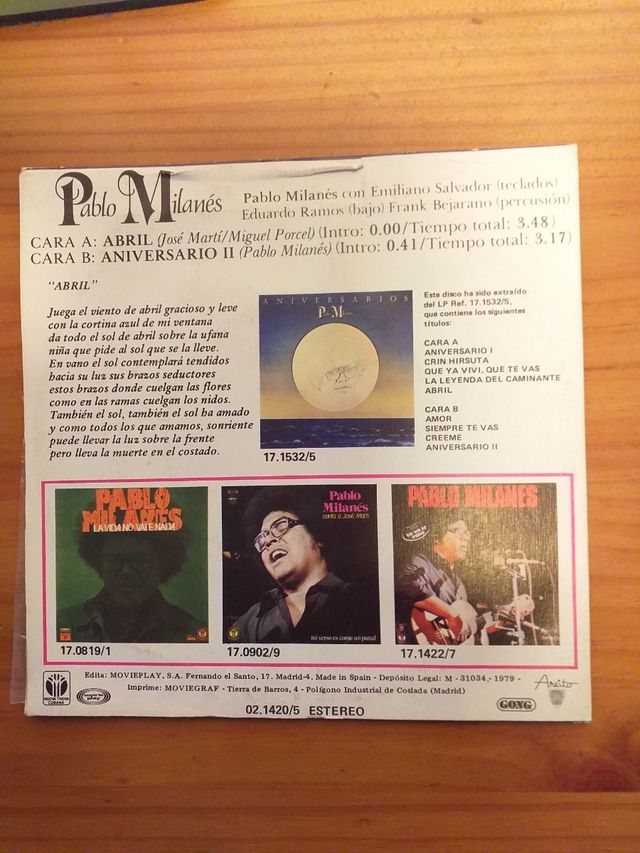 Pablo Milanés
Pablo Milanés con Emiliano Salvador (teclados)
Eduardo Ramos (bajo) Frank Bejarano (percusión)
CARA A: ABRIL (José Martí/Miguel Porcel) (Intro: 0.00/Tiempo total: 3.48)
CARA B: ANIVERSARIO II (Pablo Milanés) (Intro: 0.41/Tiempo total: 3.17)
"ABRIL"
Juega el viento de abril gracioso y leve
con la cortina azul de mi ventana
da todo el sol de abril sobre la ufana
niña que pide al sol que se la lleve.
En vano el sol contemplará tendidos
hacia su luz sus brazos seductores
estos brazos donde cuelgan las flores
como en las ramas cuelgan los nidos.
También el sol, también el sol ha amado
y como todos los que amamos, sonriente
puede llevar la luz sobre la frente
pero lleva la muerte en el costado.
ANIVERSARIOS
Pablo Milanés
17.1532/5
Este disco ha sido extraído
del LP Ref. 17.1532/5,
que contiene los siguientes
títulos:
CARA A
ANIVERSARIO I
CRIN HIRSUTA
QUE YA VIVI, QUE TE VAS
LA LEYENDA DEL CAMINANTE
ABRIL
CARA B
AMOR
SIEMPRE TE VAS
CREEME
ANIVERSARIO II
PABLO
MILANES
LA VIDA NO VALE NADA
17.0819/1
Pablo
Milanés
canta a José Martí
mi verso es como un puñal
17.0902/9
PABLO MILANES
17.1422/7
NUEVA TROVA
CUBANA
movieplay
Edita: MOVIEPLAY, S.A. Fernando el Santo, 17. Madrid-4. Made in Spain - Depósito Legal: M - 31034 - 1979 -
Imprime: MOVIEGRAF - Tierra de Barros, 4 - Polígono Industrial de Coslada (Madrid)
02.1420/5 ESTEREO
GONG
Areito